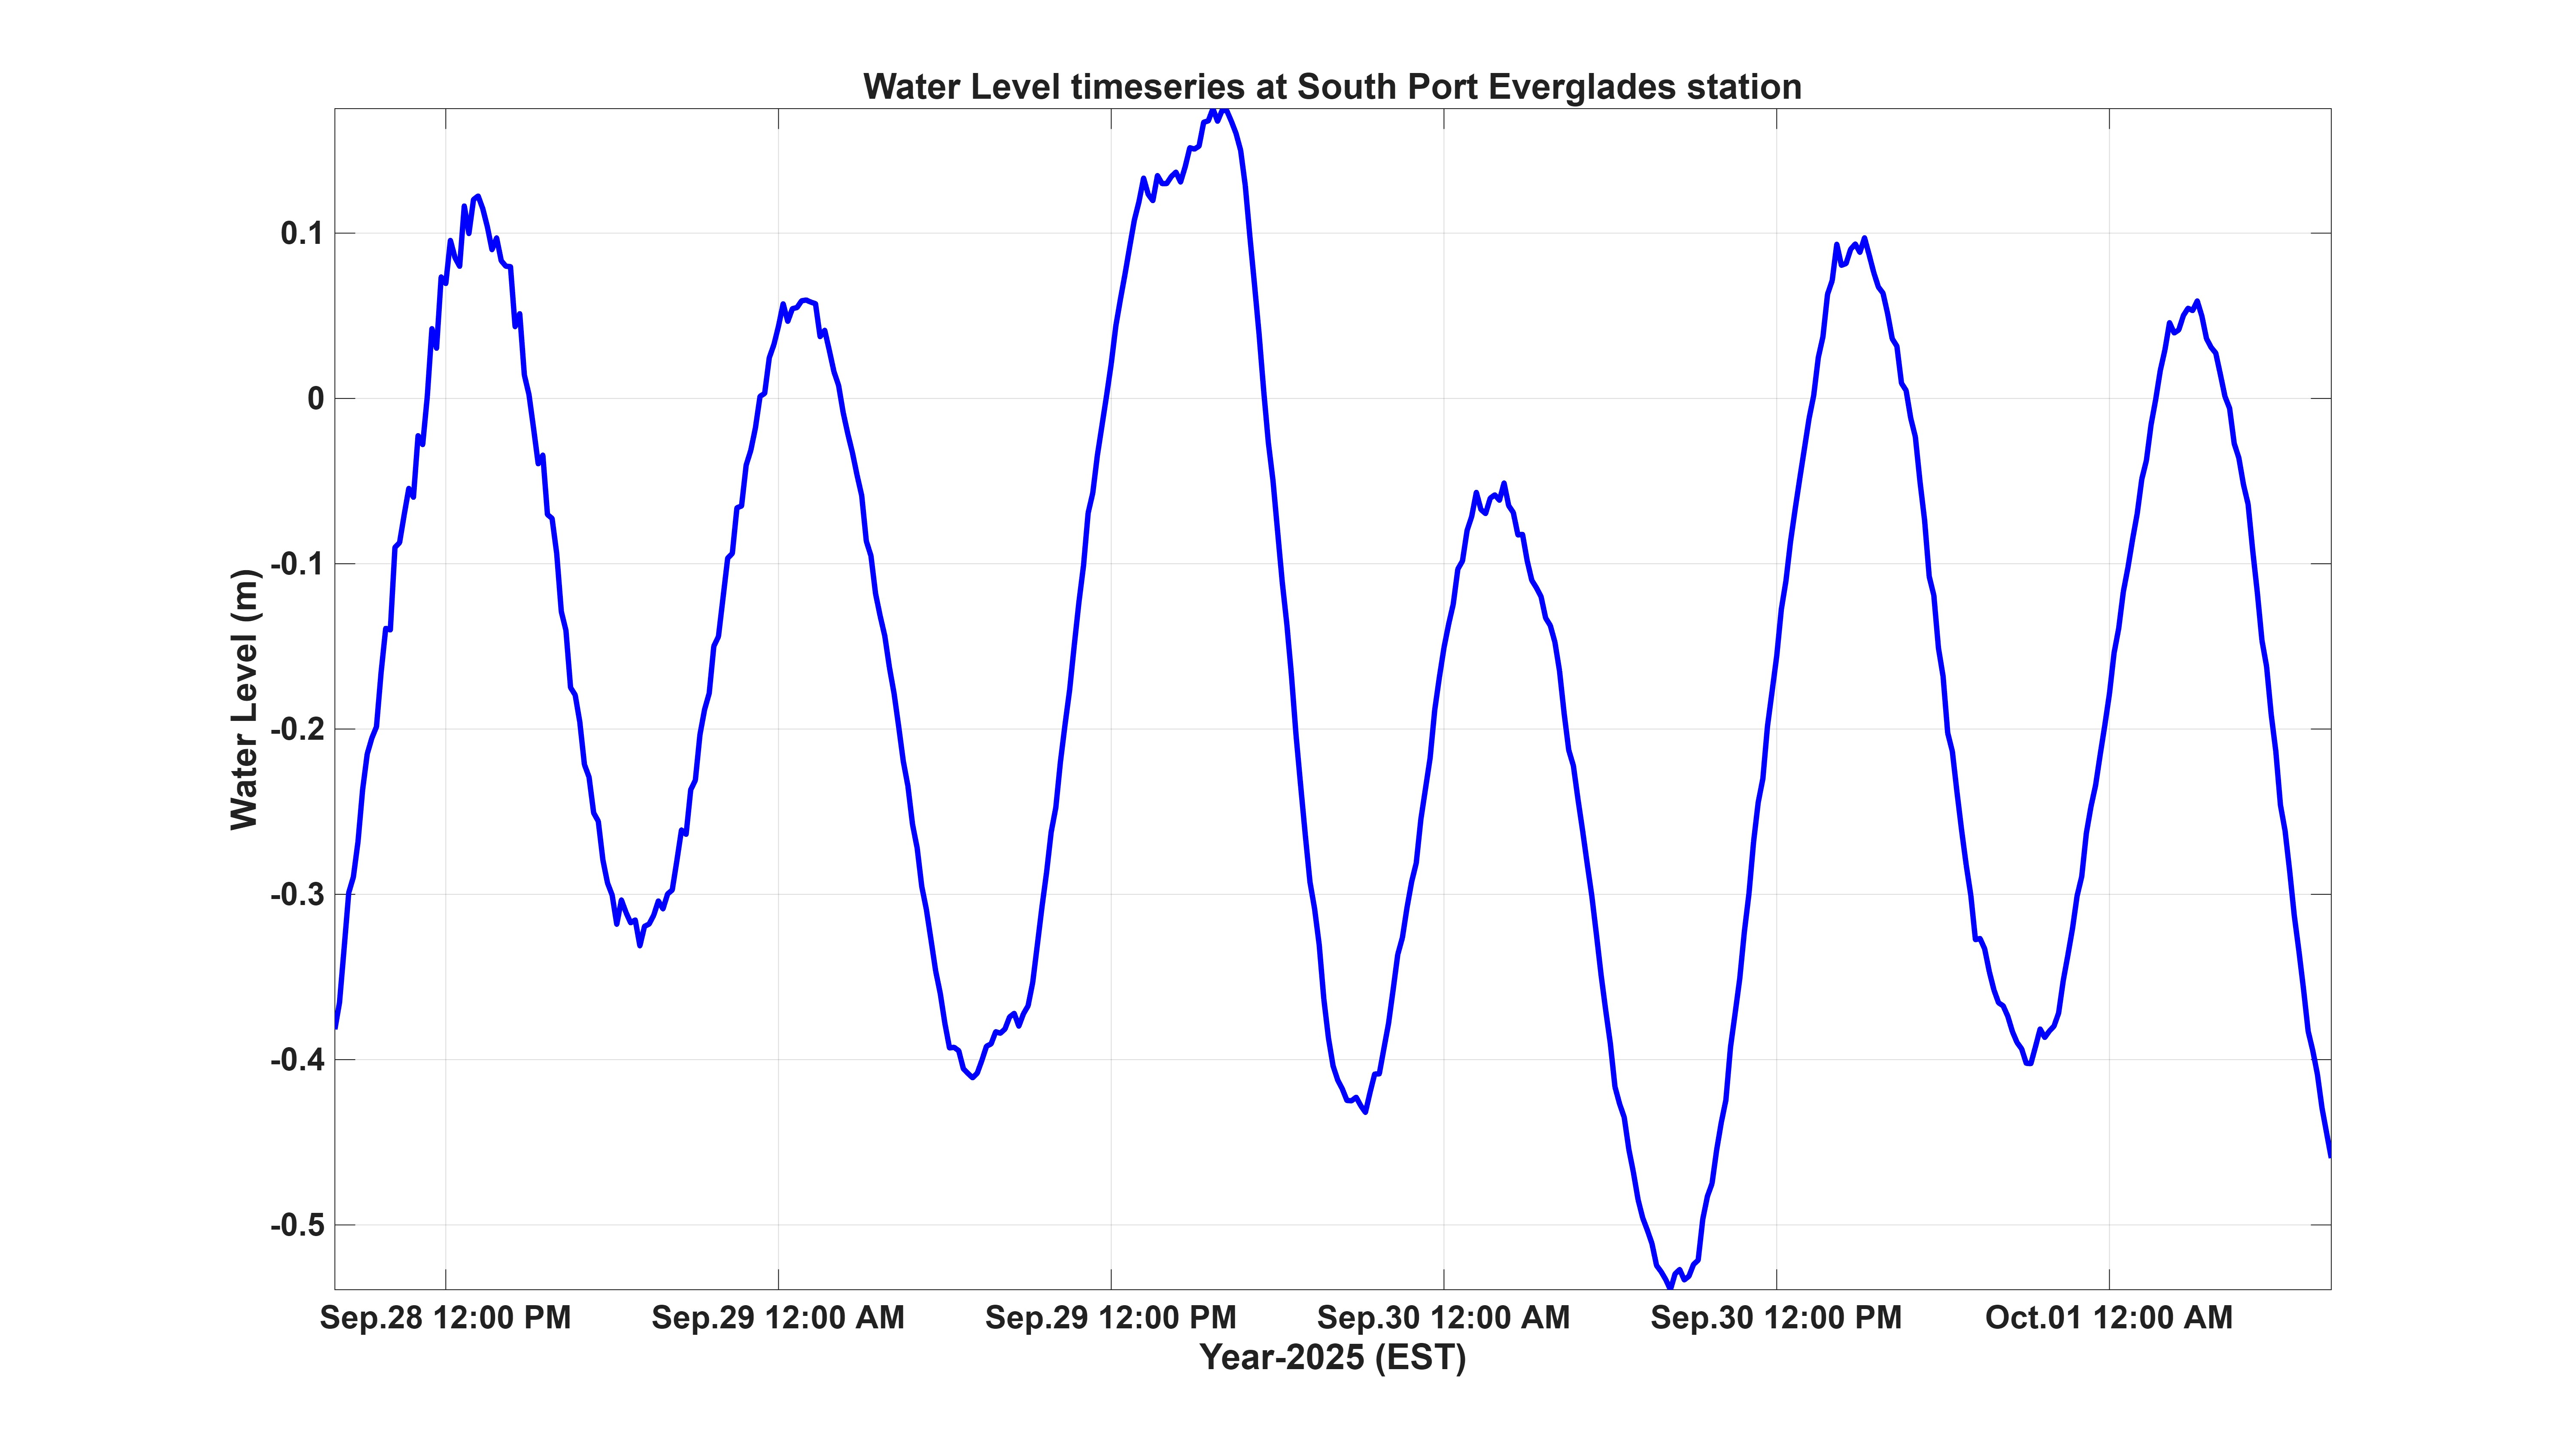 Water Level timeseries at South Port Everglades station
0.1
0
-0.1
-0.2
-0.3
-0.4
-0.5
Water Level (m)
Sep.28 12:00 PM
Sep.29 12:00 AM
Sep.29 12:00 PM
Sep.30 12:00 AM
Sep.30 12:00 PM
Oct.01 12:00 AM
Year-2025 (EST)